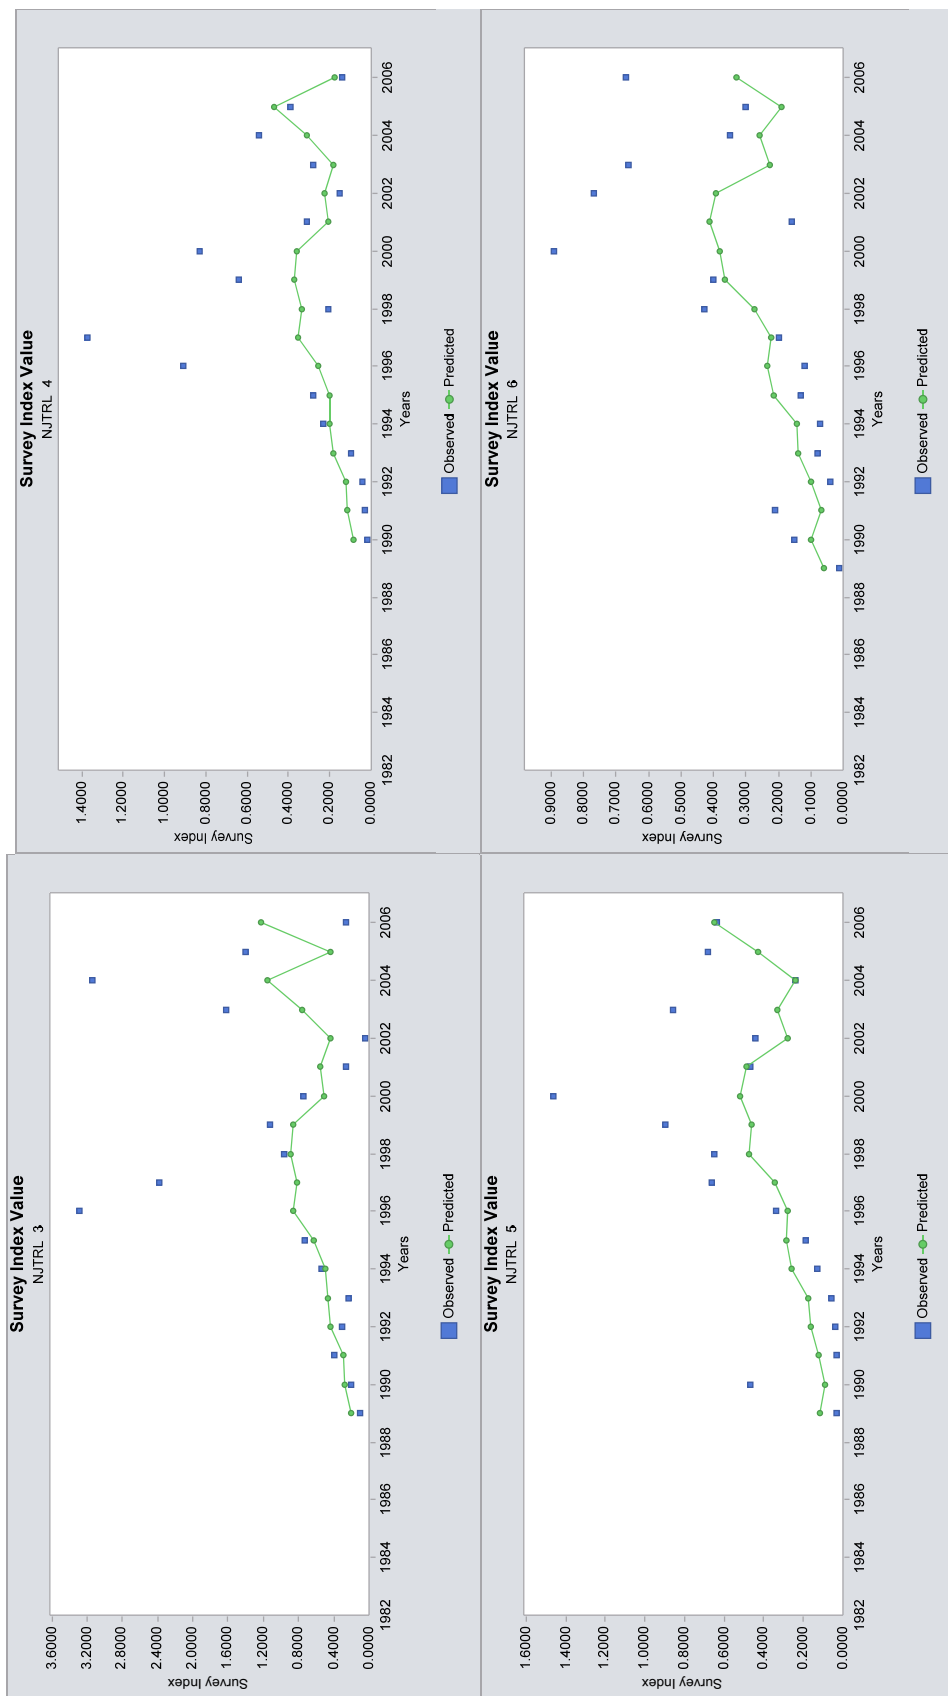 Survey Index Value
NJTRL 3
3.6000
3.2000
2.8000
2.4000
2.0000
1.6000
1.2000
0.8000
0.4000
0.0000
Survey Index
1982 1984 1986 1988 1990 1992 1994 1996 1998 2000 2002 2004 2006
Years
Observed Predicted
Survey Index Value
NJTRL 4
1.4000
1.2000
1.0000
0.8000
0.6000
0.4000
0.2000
0.0000
Survey Index
1982 1984 1986 1988 1990 1992 1994 1996 1998 2000 2002 2004 2006
Years
Observed Predicted
Survey Index Value
NJTRL 5
1.6000
1.4000
1.2000
1.0000
0.8000
0.6000
0.4000
0.2000
0.0000
Survey Index
1982 1984 1986 1988 1990 1992 1994 1996 1998 2000 2002 2004 2006
Years
Observed Predicted
Survey Index Value
NJTRL 6
0.9000
0.8000
0.7000
0.6000
0.5000
0.4000
0.3000
0.2000
0.1000
0.0000
Survey Index
1982 1984 1986 1988 1990 1992 1994 1996 1998 2000 2002 2004 2006
Years
Observed Predicted